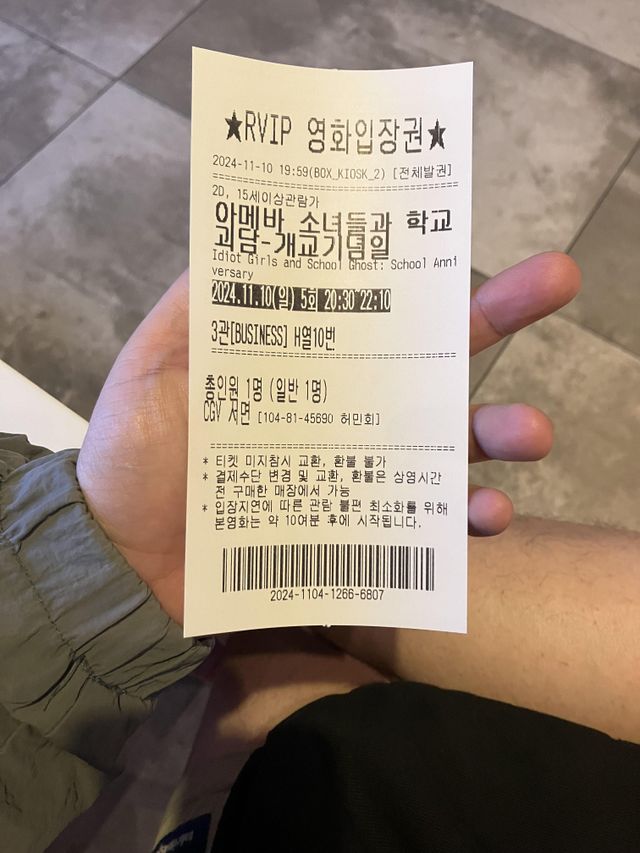 ★RVIP 영화입장권★
2024-11-10 19:59(BOX_KIOSK_2) [전체발권]
2D, 15세이상관람가
아메바 소녀들과 학교
괴담-개교기념일
Idiot Girls and School Ghost: School Anni
versary
2024.11.10(일) 5회 20:30~22:10
3관[BUSINESS] H열10번
총인원 1명 (일반 1명)
CGV 서면 [104-81-45690 허민회]
* 티켓 미지참시 교환, 환불 불가
* 결제수단 변경 및 교환, 환불은 상영시간
전 구매한 매장에서 가능
* 입장지연에 따른 관람 불편 최소화를 위해
본영화는 약 10여분 후에 시작됩니다.
2024-1104-1266-6807